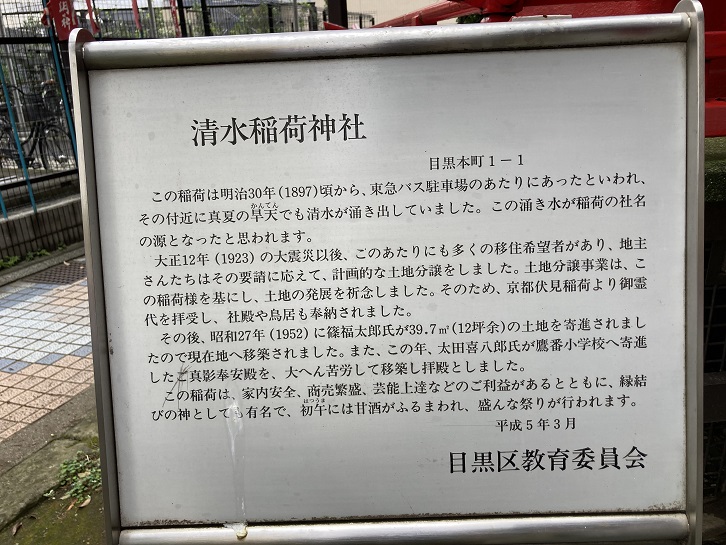 清水稲荷神社
目黒本町1−1
この稲荷は明治30年(1897)頃から、東急バス駐車場のあたりにあったといわれ、
その付近に真夏の旱天でも清水が涌き出していました。この涌き水が稲荷の社名
かんてん
の源となったと思われます。
大正12年(1923)の大震災以後、このあたりにも多くの移住希望者があり、地主
さんたちはその要請に応えて、計画的な土地分譲をしました。土地分譲事業は、こ
の稲荷様を基にし、土地の発展を祈念しました。そのため、京都伏見稲荷より御霊
代を拝受し、社殿や鳥居も奉納されました。
その後、昭和27年(1952)に篠福太郎氏が39.7㎡(12坪余)の土地を寄進されまし
たので現在地へ移築されました。また、この年、太田喜八郎氏が鷹番小学校へ寄進
したご真影奉安殿を、大へん苦労して移築し拝殿としました。
この稲荷は、家内安全、商売繁盛、芸能上達などのご利益があるとともに、縁結
びの神としても有名で、初午には甘酒がふるまわれ、盛んな祭りが行われます。
はつうま
平成5年3月
目黒区教育委員会